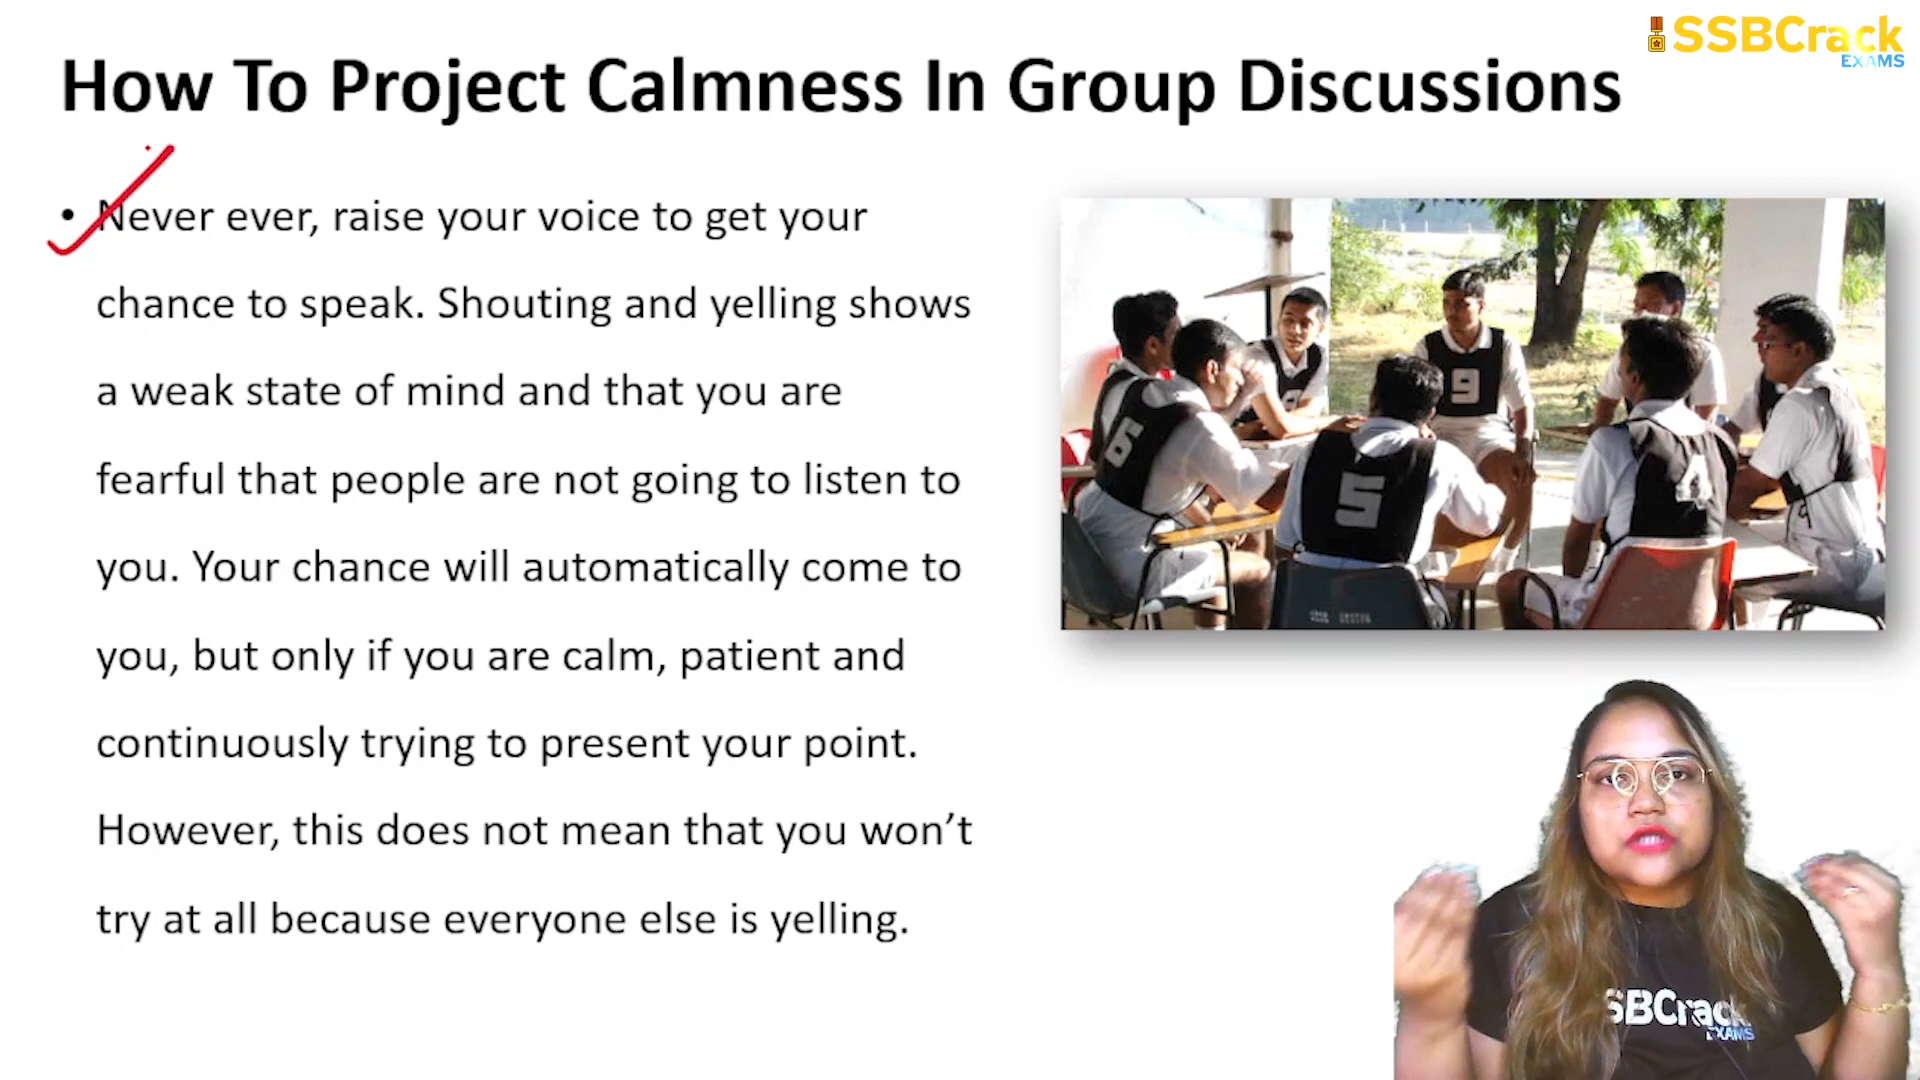 SSBCrack
EXAMS
How To Project Calmness In Group Discussions
• Never ever, raise your voice to get your
chance to speak. Shouting and yelling shows
a weak state of mind and that you are
fearful that people are not going to listen to
you. Your chance will automatically come to
you, but only if you are calm, patient and
continuously trying to present your point.
However, this does not mean that you won’t
try at all because everyone else is yelling.
9
6
5
4
SBCrack
EXAMS